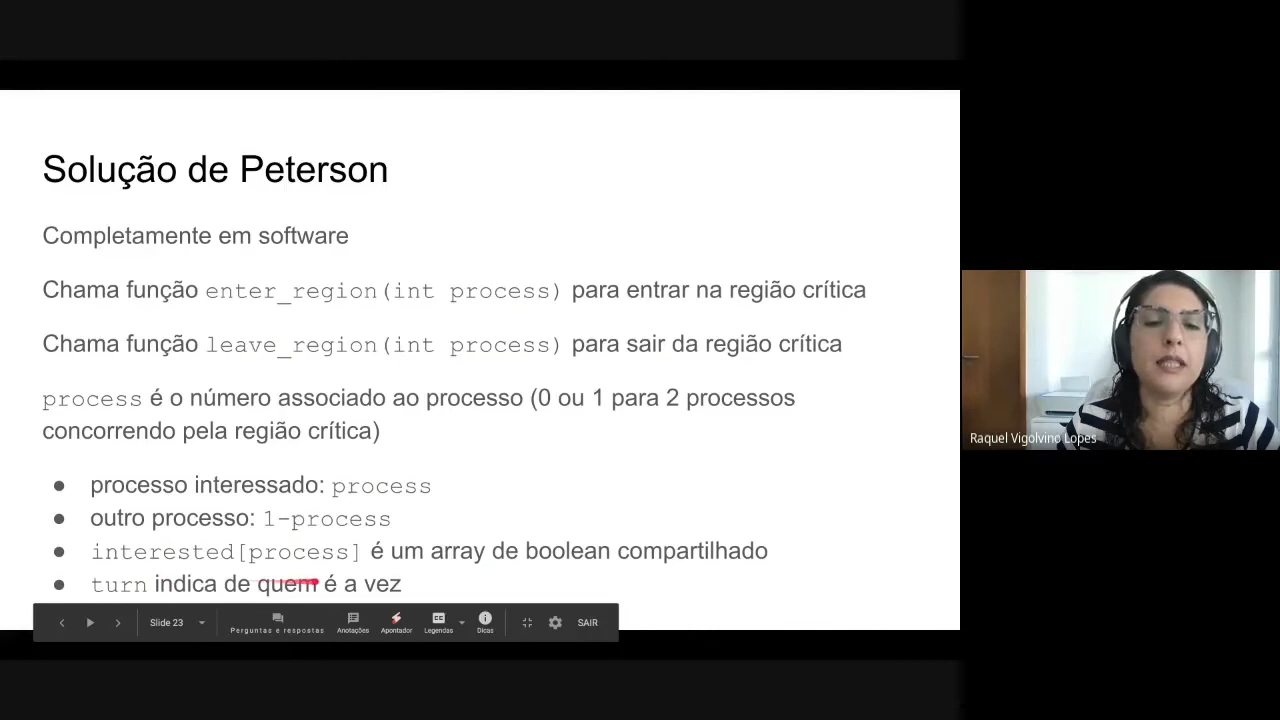 Solução de Peterson
Completamente em software
Chama função enter_region(int process) para entrar na região crítica
Chama função leave_region(int process) para sair da região crítica
process é o número associado ao processo (0 ou 1 para 2 processos
concorrendo pela região crítica)
● processo interessado: process
● outro processo: 1-process
● interested[process] é um array de boolean compartilhado
● turn indica de quem é a vez
Slide 23
Perguntas e respostas
Anotações
Apontador
CC
Legendas
Dicas
SAIR
Raquel Vigolvino Lopes